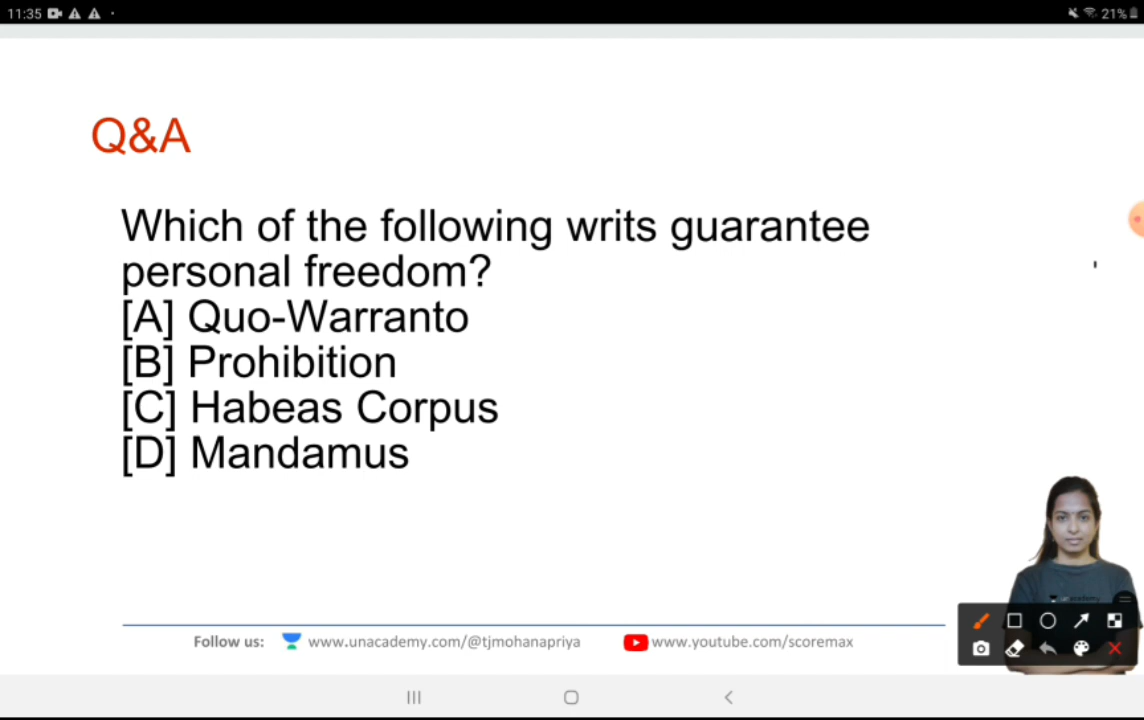 11:35
21%
Q&A
Which of the following writs guarantee
personal freedom?
[A] Quo-Warranto
[B] Prohibition
[C] Habeas Corpus
[D] Mandamus
unacademy
Follow us: www.unacademy.com/@tjmohanapriya www.youtube.com/scoremax